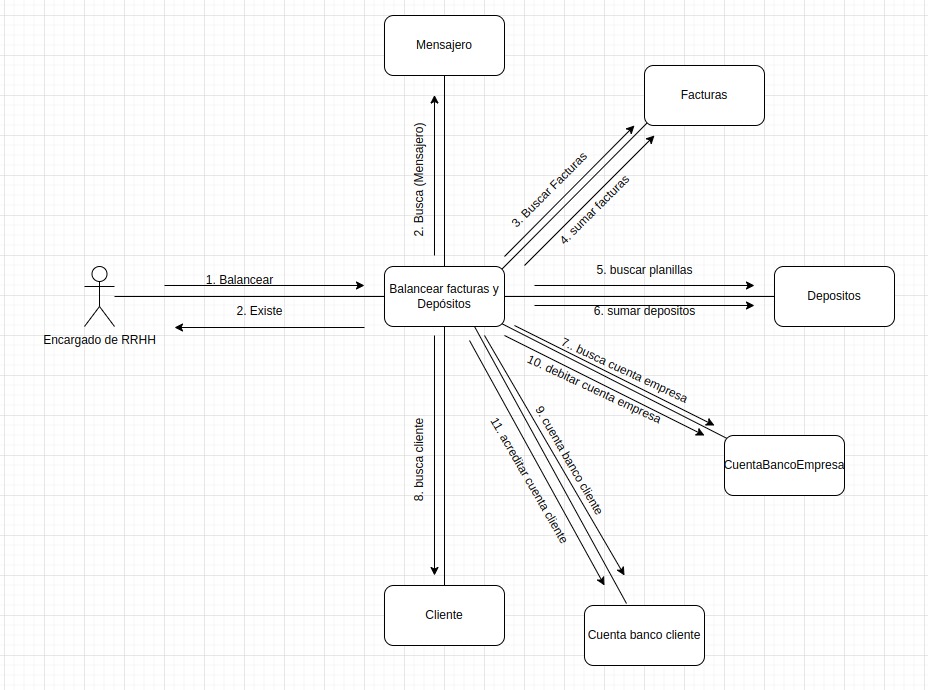 Mensajero
Facturas
2. Busca (Mensajero)
3. Buscar Facturas
4. sumar facturas
1. Balancear
2. Existe
Encargado de RRHH
Balancear facturas y
Depósitos
5. buscar planillas
6. sumar depositos
Depositos
7.. busca cuenta empresa
10. debitar cuenta empresa
CuentaBancoEmpresa
8. busca cliente
9. cuenta banco cliente
11. acreditar cuenta cliente
Cliente
Cuenta banco cliente